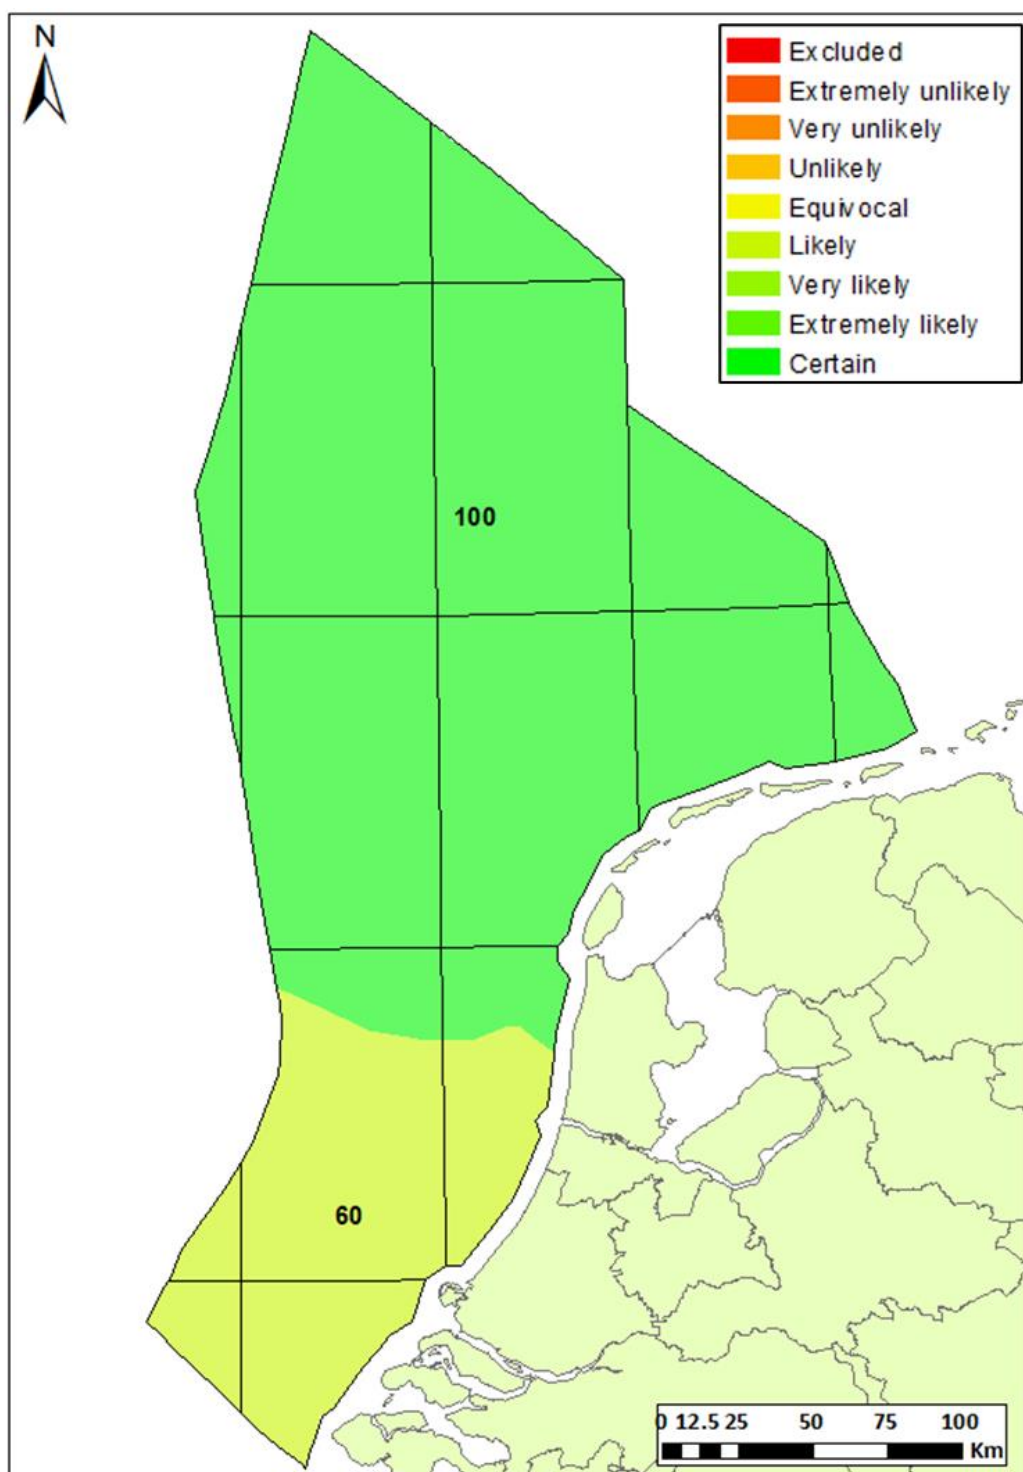 N
Excluded
Extremely unlikely
Very unlikely
Unlikely
Equivocal
Likely
Very likely
Extremely likely
Certain
100
60
0 12.5 25 50 75 100
Km